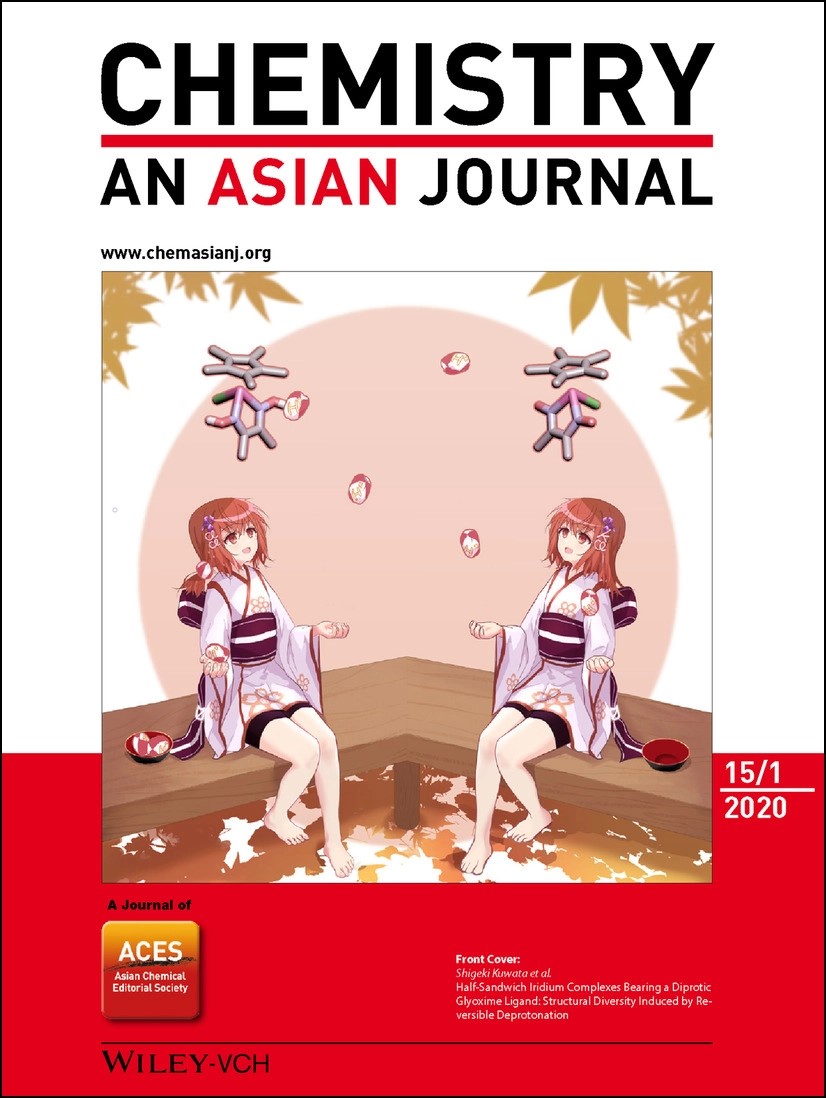 CHEMISTRY
AN ASIAN JOURNAL
www.chemasianj.org
15/1
2020
A Journal of
ACES
Asian Chemical
Editorial Society
Front Cover:
Shigeki Kuwata et al.
Half-Sandwich Iridium Complexes Bearing a Diprotic
Glyoxime Ligand: Structural Diversity Induced by Re-
versible Deprotonation
WILEY-VCH